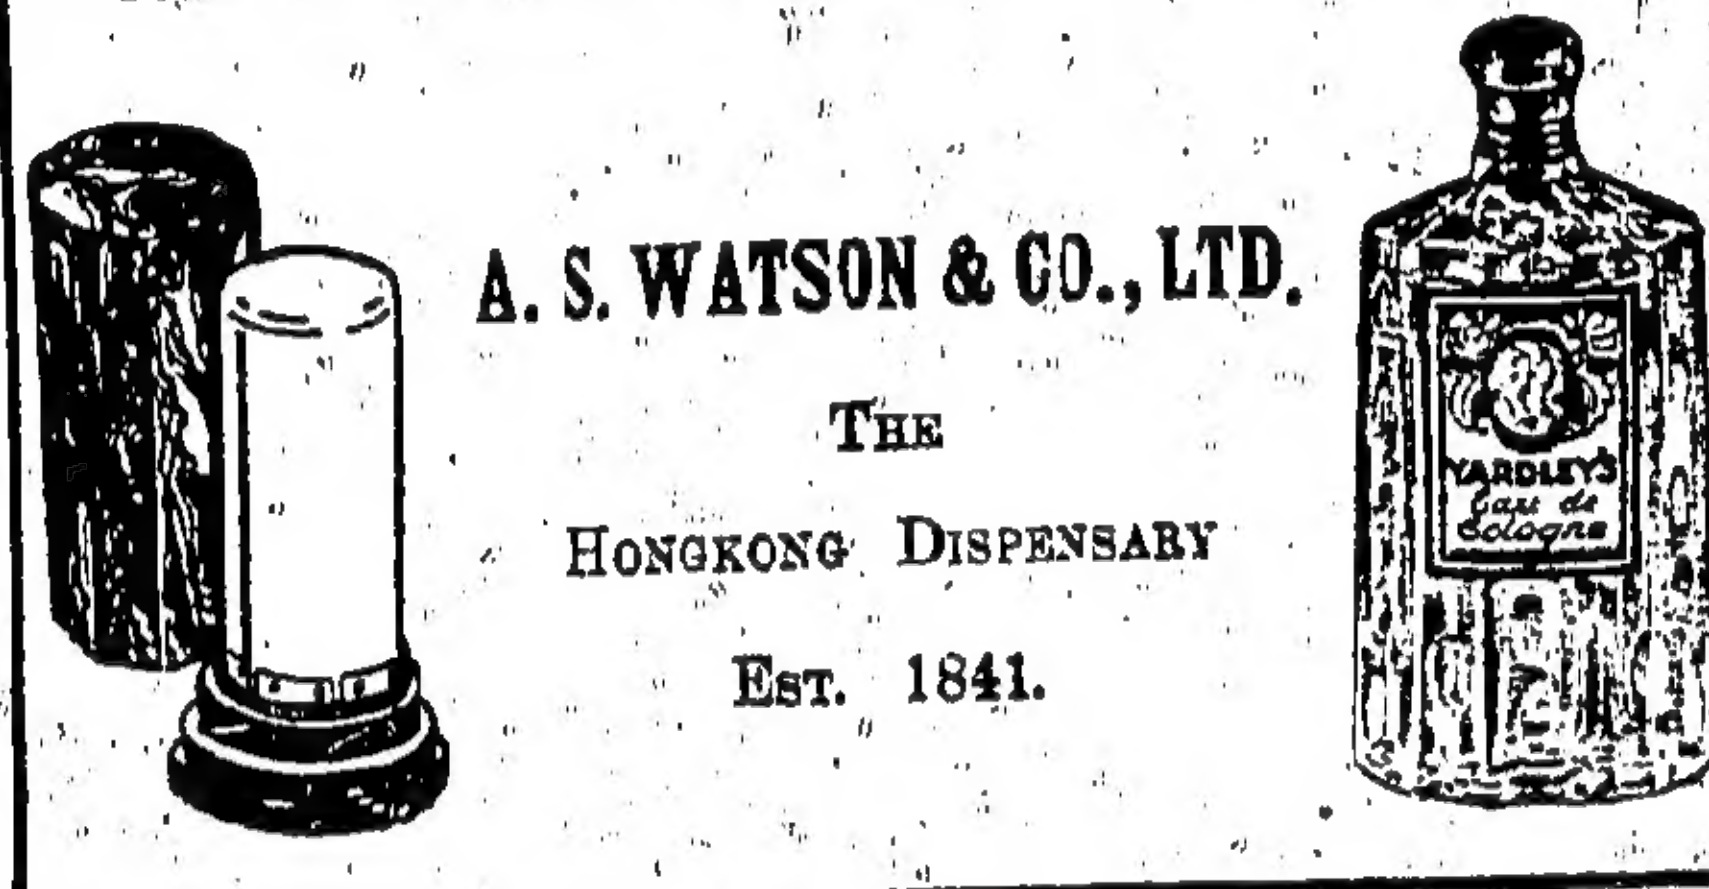 A. S. WATSON & CO., LTD.
THE
HONGKONG DISPENSARY
EST. 1841.
YARDLEY'S
Eau de
Cologne